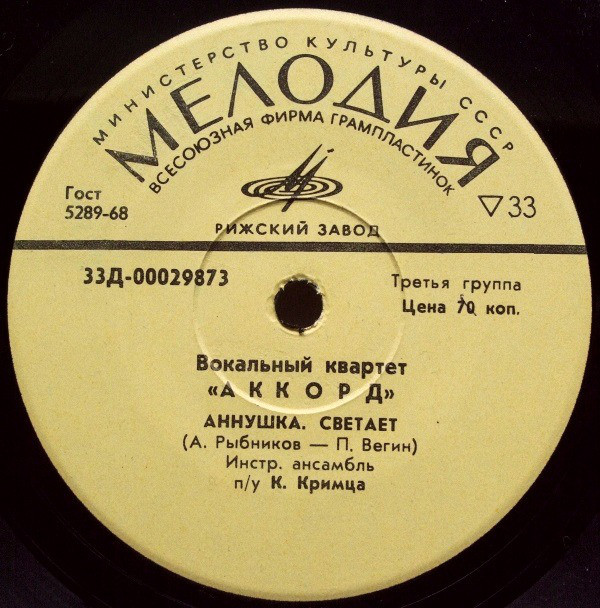 МИНИСТЕРСТВО КУЛЬТУРЫ СССР
МЕЛОДИЯ
ВСЕСОЮЗНАЯ ФИРМА ГРАМПЛАСТИНОК
Гост
5289-68
▽33
РИЖСКИЙ ЗАВОД
33Д-00029873
Третья группа
Цена 70 коп.
Вокальный квартет
«АККОРД»
АННУШКА. СВЕТАЕТ
(А. Рыбников — П. Вегин)
Инстр. ансамбль
п/у К. Кримца